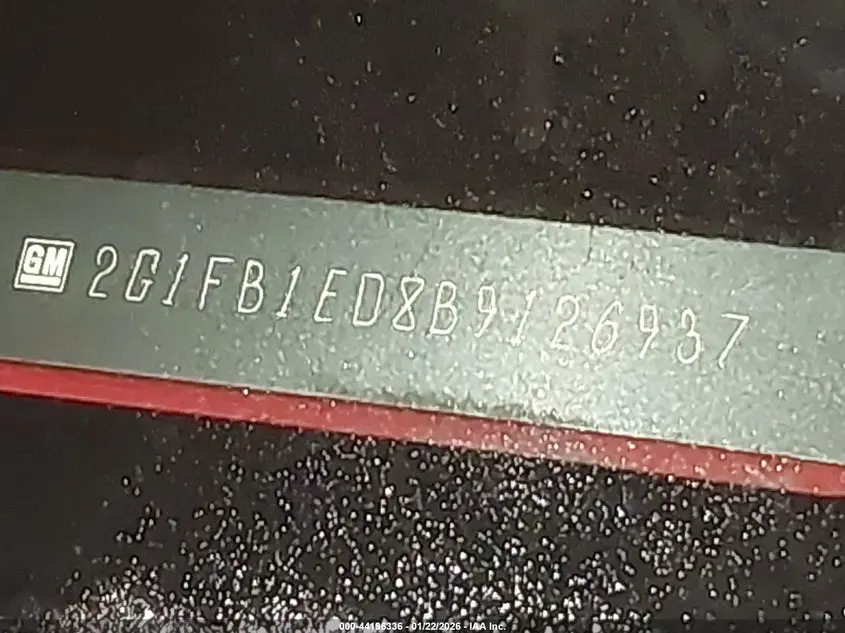 GM 2G1FB1ED8B9126937
000-44196336 - 01/22/2026 - IAA Inc.